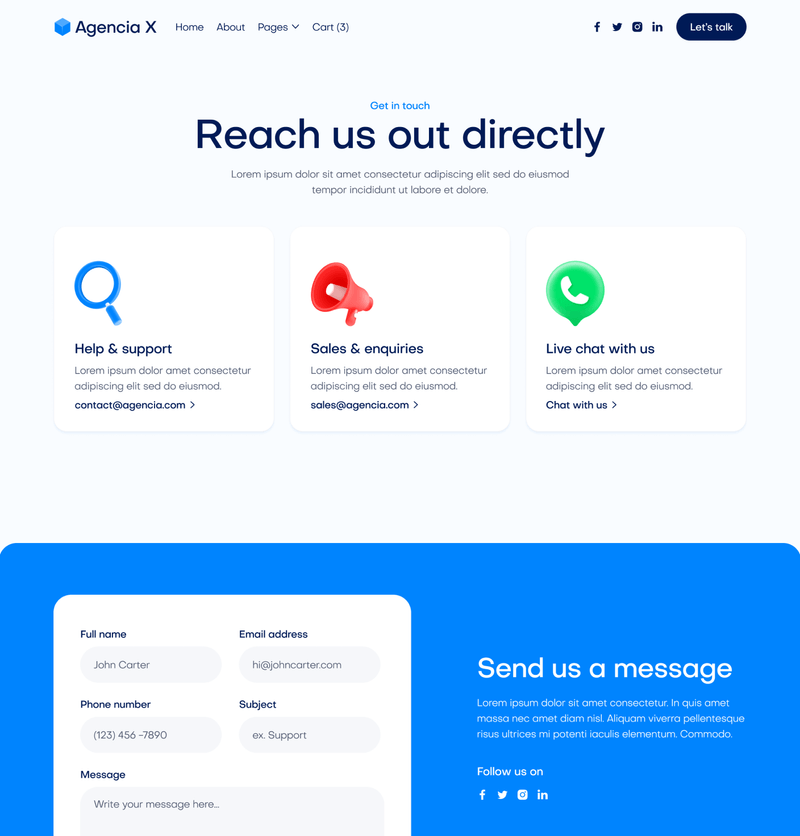 Agencia X
Home
About
Pages
Cart (3)
Let's talk
Get in touch
Reach us out directly
Lorem ipsum dolor sit amet consectetur adipiscing elit sed do eiusmod
tempor incididunt ut labore et dolore.
Help & support
Lorem ipsum dolor amet consectetur
adipiscing elit sed do eiusmod.
contact@agencia.com
Sales & enquiries
Lorem ipsum dolor amet consectetur
adipiscing elit sed do eiusmod.
sales@agencia.com
Live chat with us
Lorem ipsum dolor amet consectetur
adipiscing elit sed do eiusmod.
Chat with us
Full name
John Carter
Email address
hi@johncarter.com
Phone number
(123) 456 -7890
Subject
ex. Support
Message
Write your message here...
Send us a message
Lorem ipsum dolor sit amet consectetur. In quis amet
massa nec amet diam nisl. Aliquam viverra pellentesque
risus ultrices mi potenti iaculis elementum. Commodo.
Follow us on